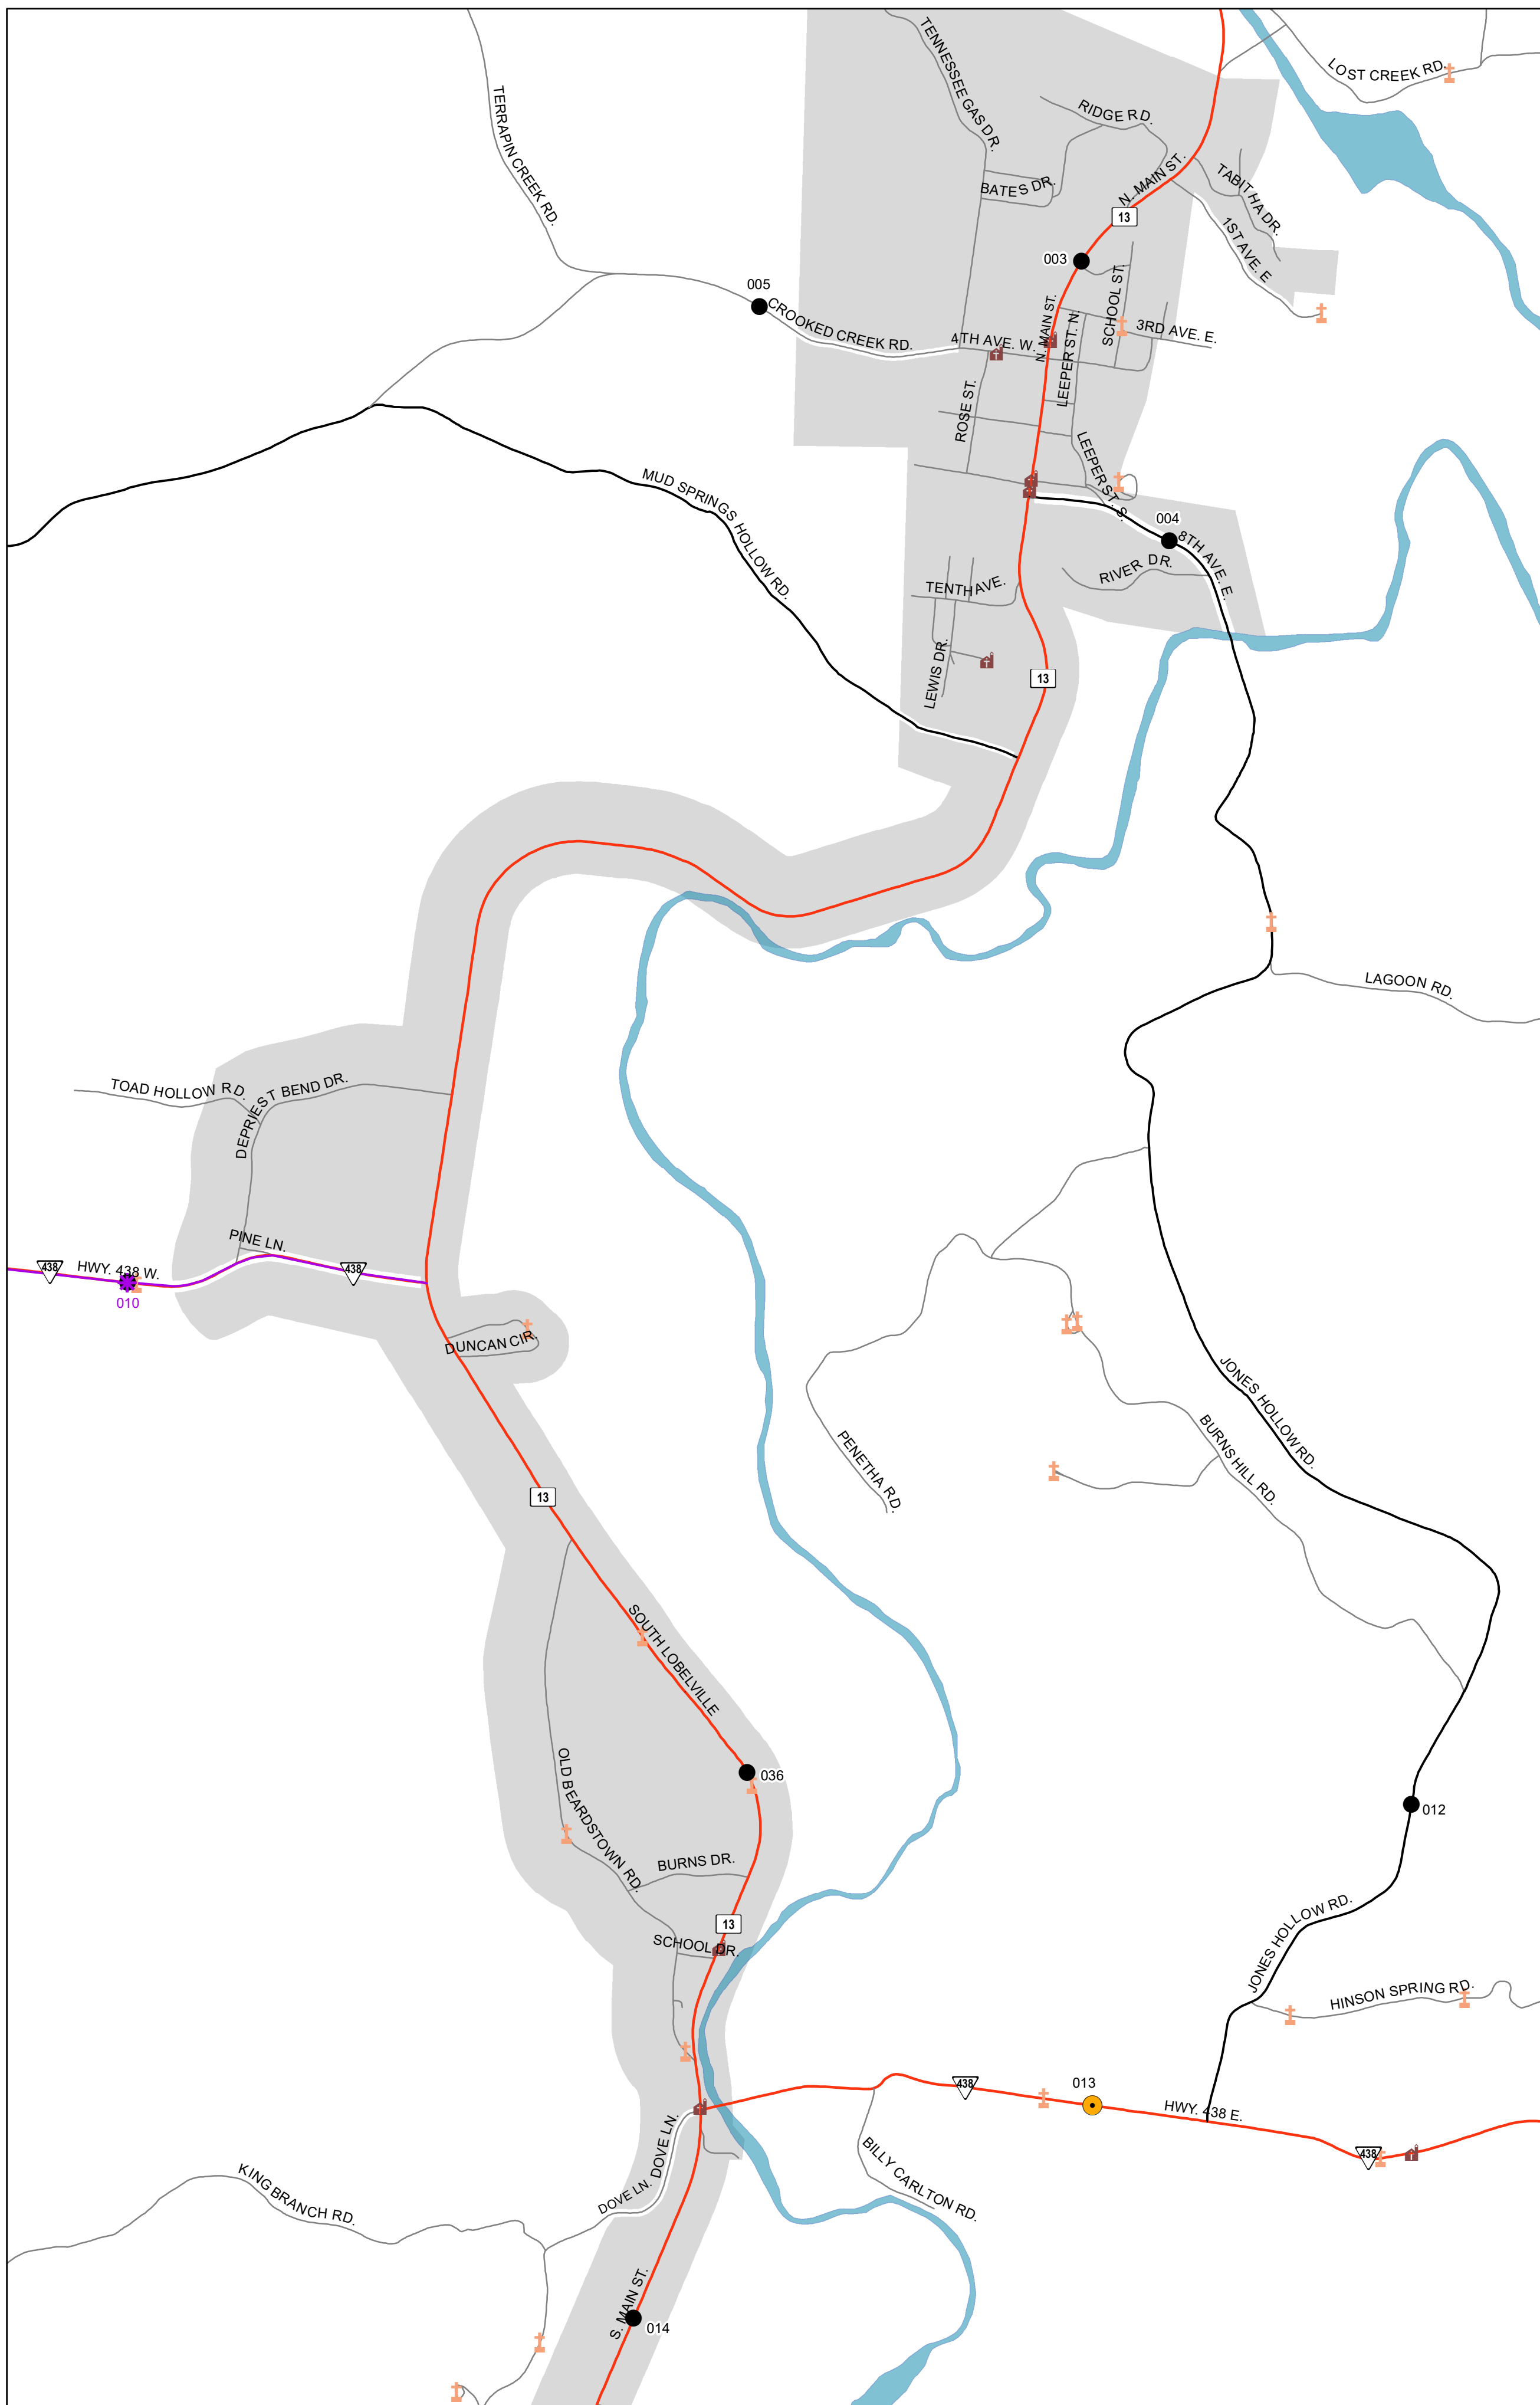 TENNESSEE GAS DR.
LOST CREEK RD.
TERRAPIN CREEK RD.
RIDGE RD.
N. MAIN ST.
TABITHA DR.
BATES DR.
13
1ST AVE. E
003
005
CROOKED CREEK RD.
4TH AVE. W.
N. MAIN ST.
LEEPER ST. N.
SCHOOL ST.
3RD AVE. E.
ROSE ST.
LEEPER ST. S.
MUD SPRINGS HOLLOW RD.
004
8TH AVE. E.
RIVER DR.
TENTH AVE.
LEWIS DR.
13
LAGOON RD.
TOAD HOLLOW RD.
DEPRIEST BEND DR.
PINE LN.
438
HWY. 438 W.
438
010
DUNCAN CIR.
JONES HOLLOW RD.
PENETHA RD.
BURNS HILL RD.
13
SOUTH LOBELVILLE
036
012
OLD BEARDSTOWN RD.
BURNS DR.
13
SCHOOL DR.
JONES HOLLOW RD.
HINSON SPRING RD.
438
013
HWY. 438 E.
438
DOVE LN.
DOVE LN.
BILLY CARLTON RD.
KING BRANCH RD.
S. MAIN ST.
014